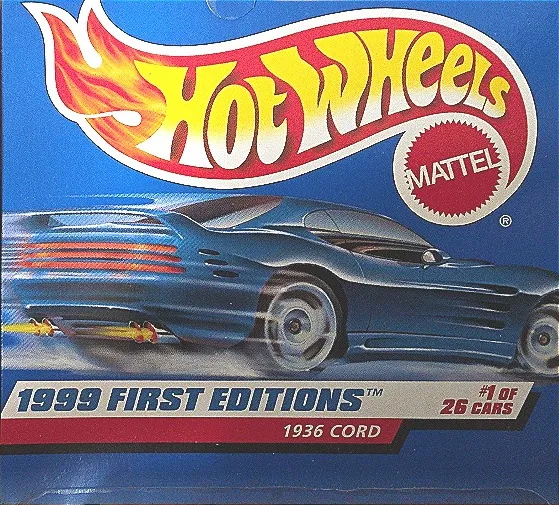 HOT WHEELS
MATTEL
®
1999 FIRST EDITIONS™
#1 OF
26 CARS
1936 CORD